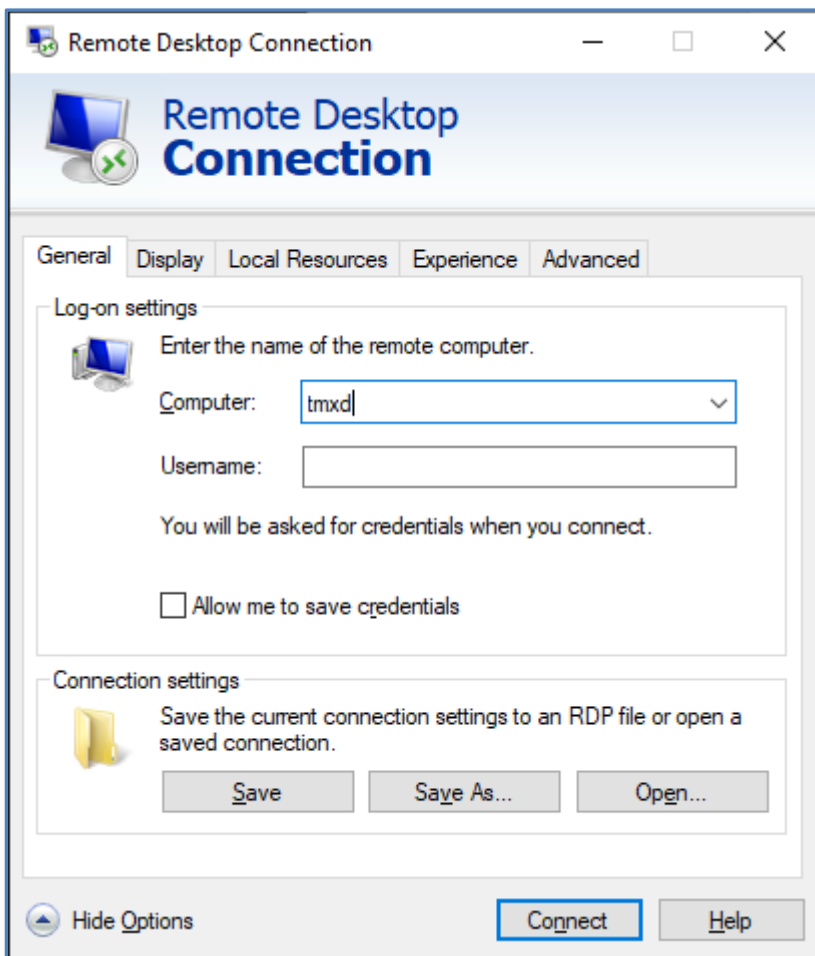 Remote Desktop Connection
Remote Desktop
Connection
General Display Local Resources Experience Advanced
Log-on settings
Enter the name of the remote computer.
Computer: tmxd
Username:
You will be asked for credentials when you connect.
Allow me to save credentials
Connection settings
Save the current connection settings to an RDP file or open a
saved connection.
Save Save As... Open...
Hide Options Connect Help